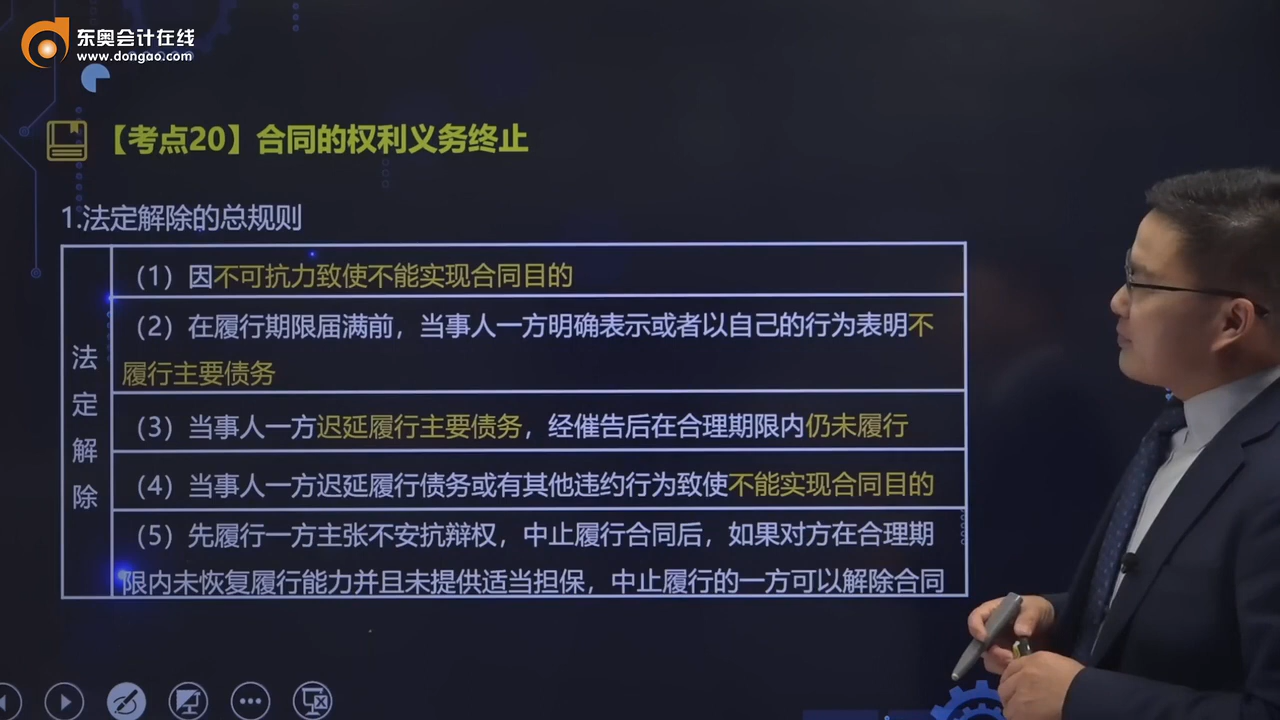 东奥会计在线
www.dongao.com
【考点20】合同的权利义务终止
1.法定解除的总规则
法定解除
（1）因不可抗力致使不能实现合同目的
（2）在履行期限届满前，当事人一方明确表示或者以自己的行为表明不
履行主要债务
（3）当事人一方迟延履行主要债务，经催告后在合理期限内仍未履行
（4）当事人一方迟延履行债务或有其他违约行为致使不能实现合同目的
（5）先履行一方主张不安抗辩权，中止履行合同后，如果对方在合理期
限内未恢复履行能力并且未提供适当担保，中止履行的一方可以解除合同